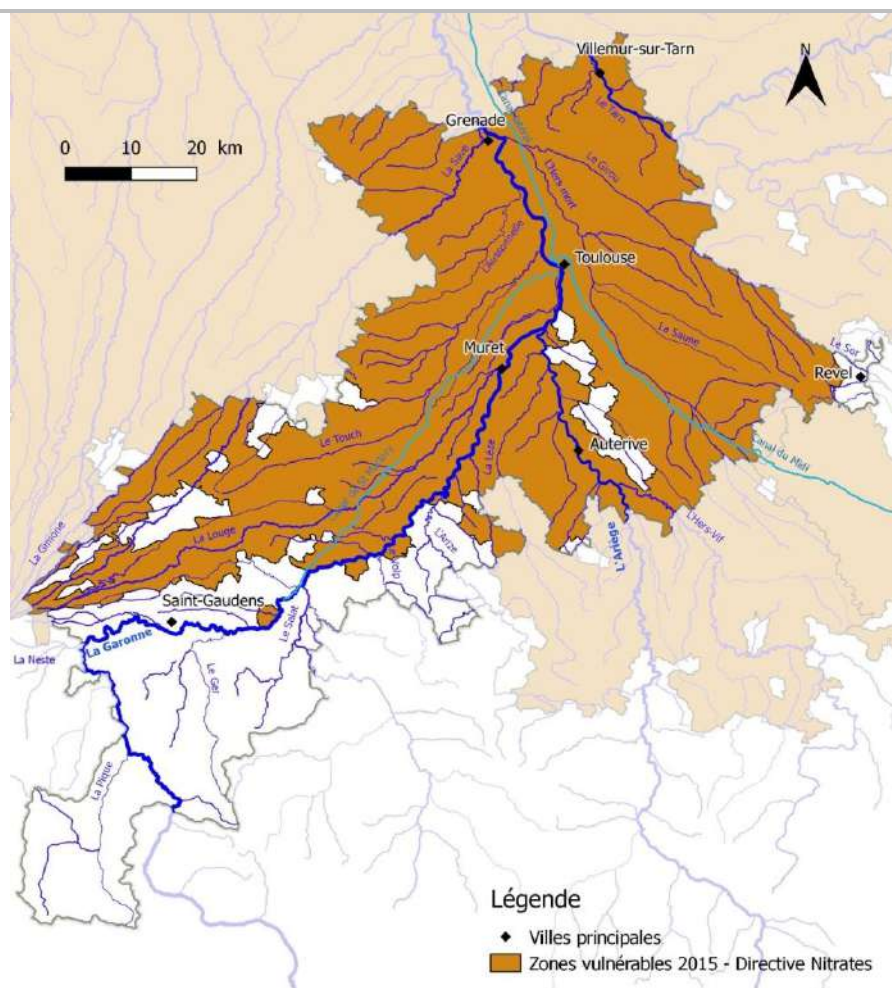 Villemur-sur-Tarn
N
Le Tarn
Grenade
0 10 20 km
La Save
Le Girou
L'Hers mort
L'Aussonnelle
Toulouse
Le Sor
Muret
Revel
Le Touch
La Lèze
Auterive
Canal du Midi
La Gimone
La Louge
L'Arize
L'Hers-Vif
L'Ariège
Saint-Gaudens
Le Salat
La Garonne
La Neste
Le Ger
La Pique
Légende
Villes principales
Zones vulnérables 2015 - Directive Nitrates